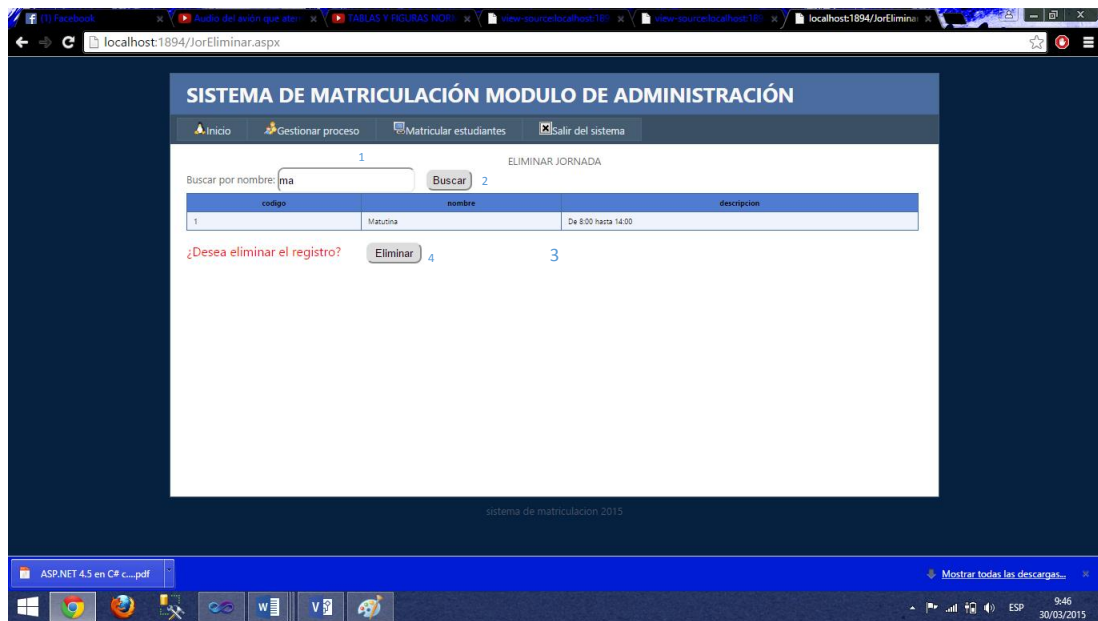 (1) Facebook
Audio del avión que ater
TABLAS Y FIGURAS NOR
view-source:localhost:189
view-source:localhost:189
localhost:1894/JorEliminar
localhost:1894/JorEliminar.aspx
SISTEMA DE MATRICULACIÓN MODULO DE ADMINISTRACIÓN
Inicio Gestionar proceso Matricular estudiantes Salir del sistema
1 ELIMINAR JORNADA
Buscar por nombre: ma Buscar 2
codigo nombre descripcion
1 Matutina De 8:00 hasta 14:00
¿Desea eliminar el registro? Eliminar 4 3
sistema de matriculacion 2015
ASP.NET 4.5 en C# c....pdf Mostrar todas las descargas...
ESP 9:46
30/03/2015